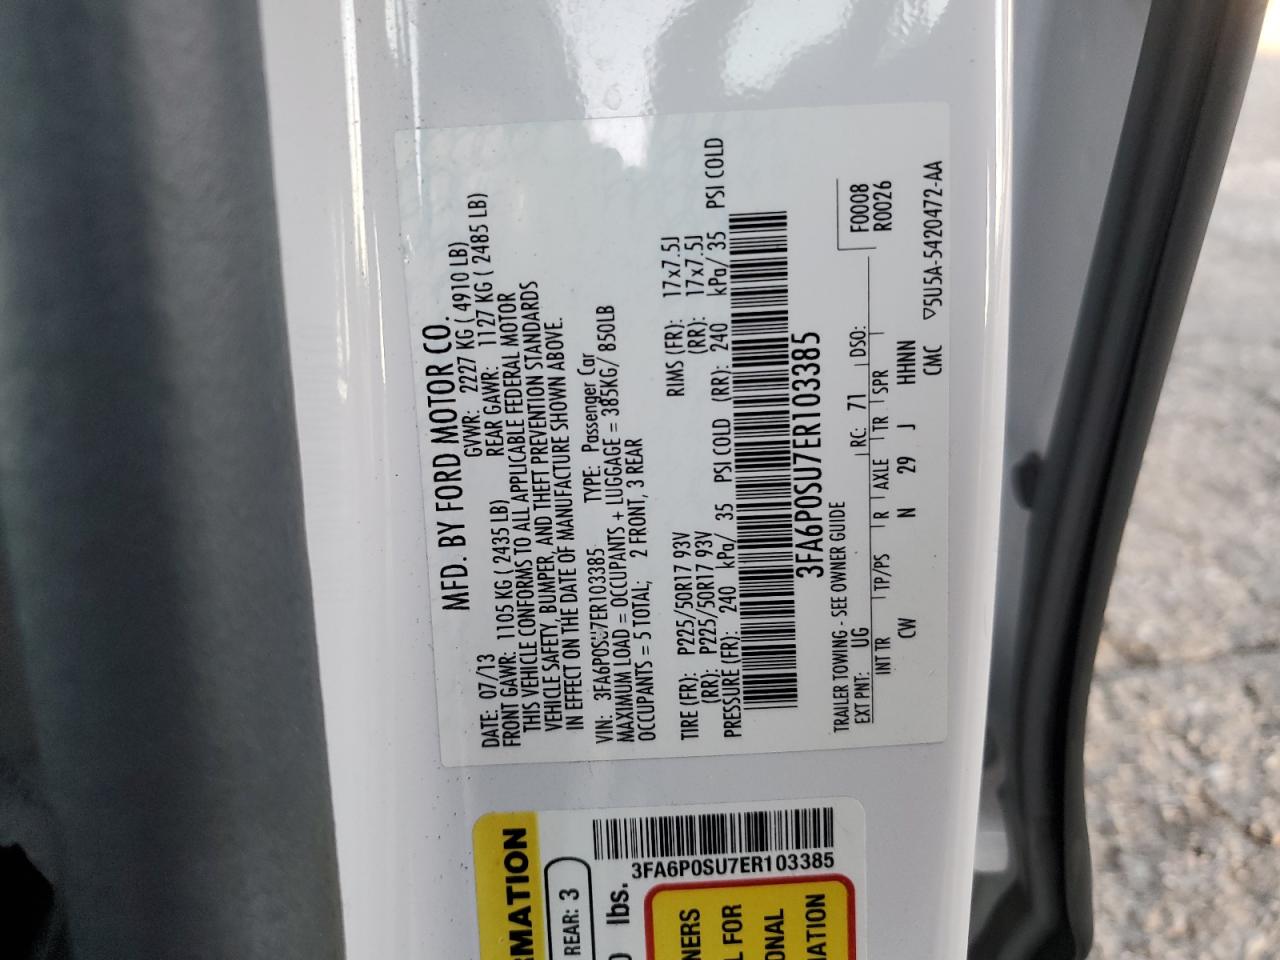 MFD. BY FORD MOTOR CO.
DATE: 07/13 GVWR: 2227 KG ( 4910 LB)
FRONT GAWR: 1105 KG ( 2435 LB) REAR GAWR: 1127 KG ( 2485 LB)
THIS VEHICLE CONFORMS TO ALL APPLICABLE FEDERAL MOTOR
VEHICLE SAFETY, BUMPER, AND THEFT PREVENTION STANDARDS
IN EFFECT ON THE DATE OF MANUFACTURE SHOWN ABOVE.
VIN: 3FA6P0SU7ER103385 TYPE: Passenger Car
MAXIMUM LOAD = OCCUPANTS + LUGGAGE = 385KG/ 850LB
OCCUPANTS = 5 TOTAL; 2 FRONT, 3 REAR
TIRE (FR): P225/50R17 93V RIMS (FR): 17x7.5J
(RR): P225/50R17 93V (RR): 17x7.5J
PRESSURE (FR): 240 kPa/ 35 PSI COLD (RR): 240 kPa/ 35 PSI COLD
3FA6P0SU7ER103385
TRAILER TOWING - SEE OWNER GUIDE
EXT PNT: UG RC: 71 DSO: F0008
R0026
INT TR TP/PS R AXLE TR SPR
CW N 29 J HHNN
CMC ▽5U5A-5420472-AA
RMATION
REAR: 3
lbs.
3FA6P0SU7ER103385
NERS
L FOR
ONAL
MATION